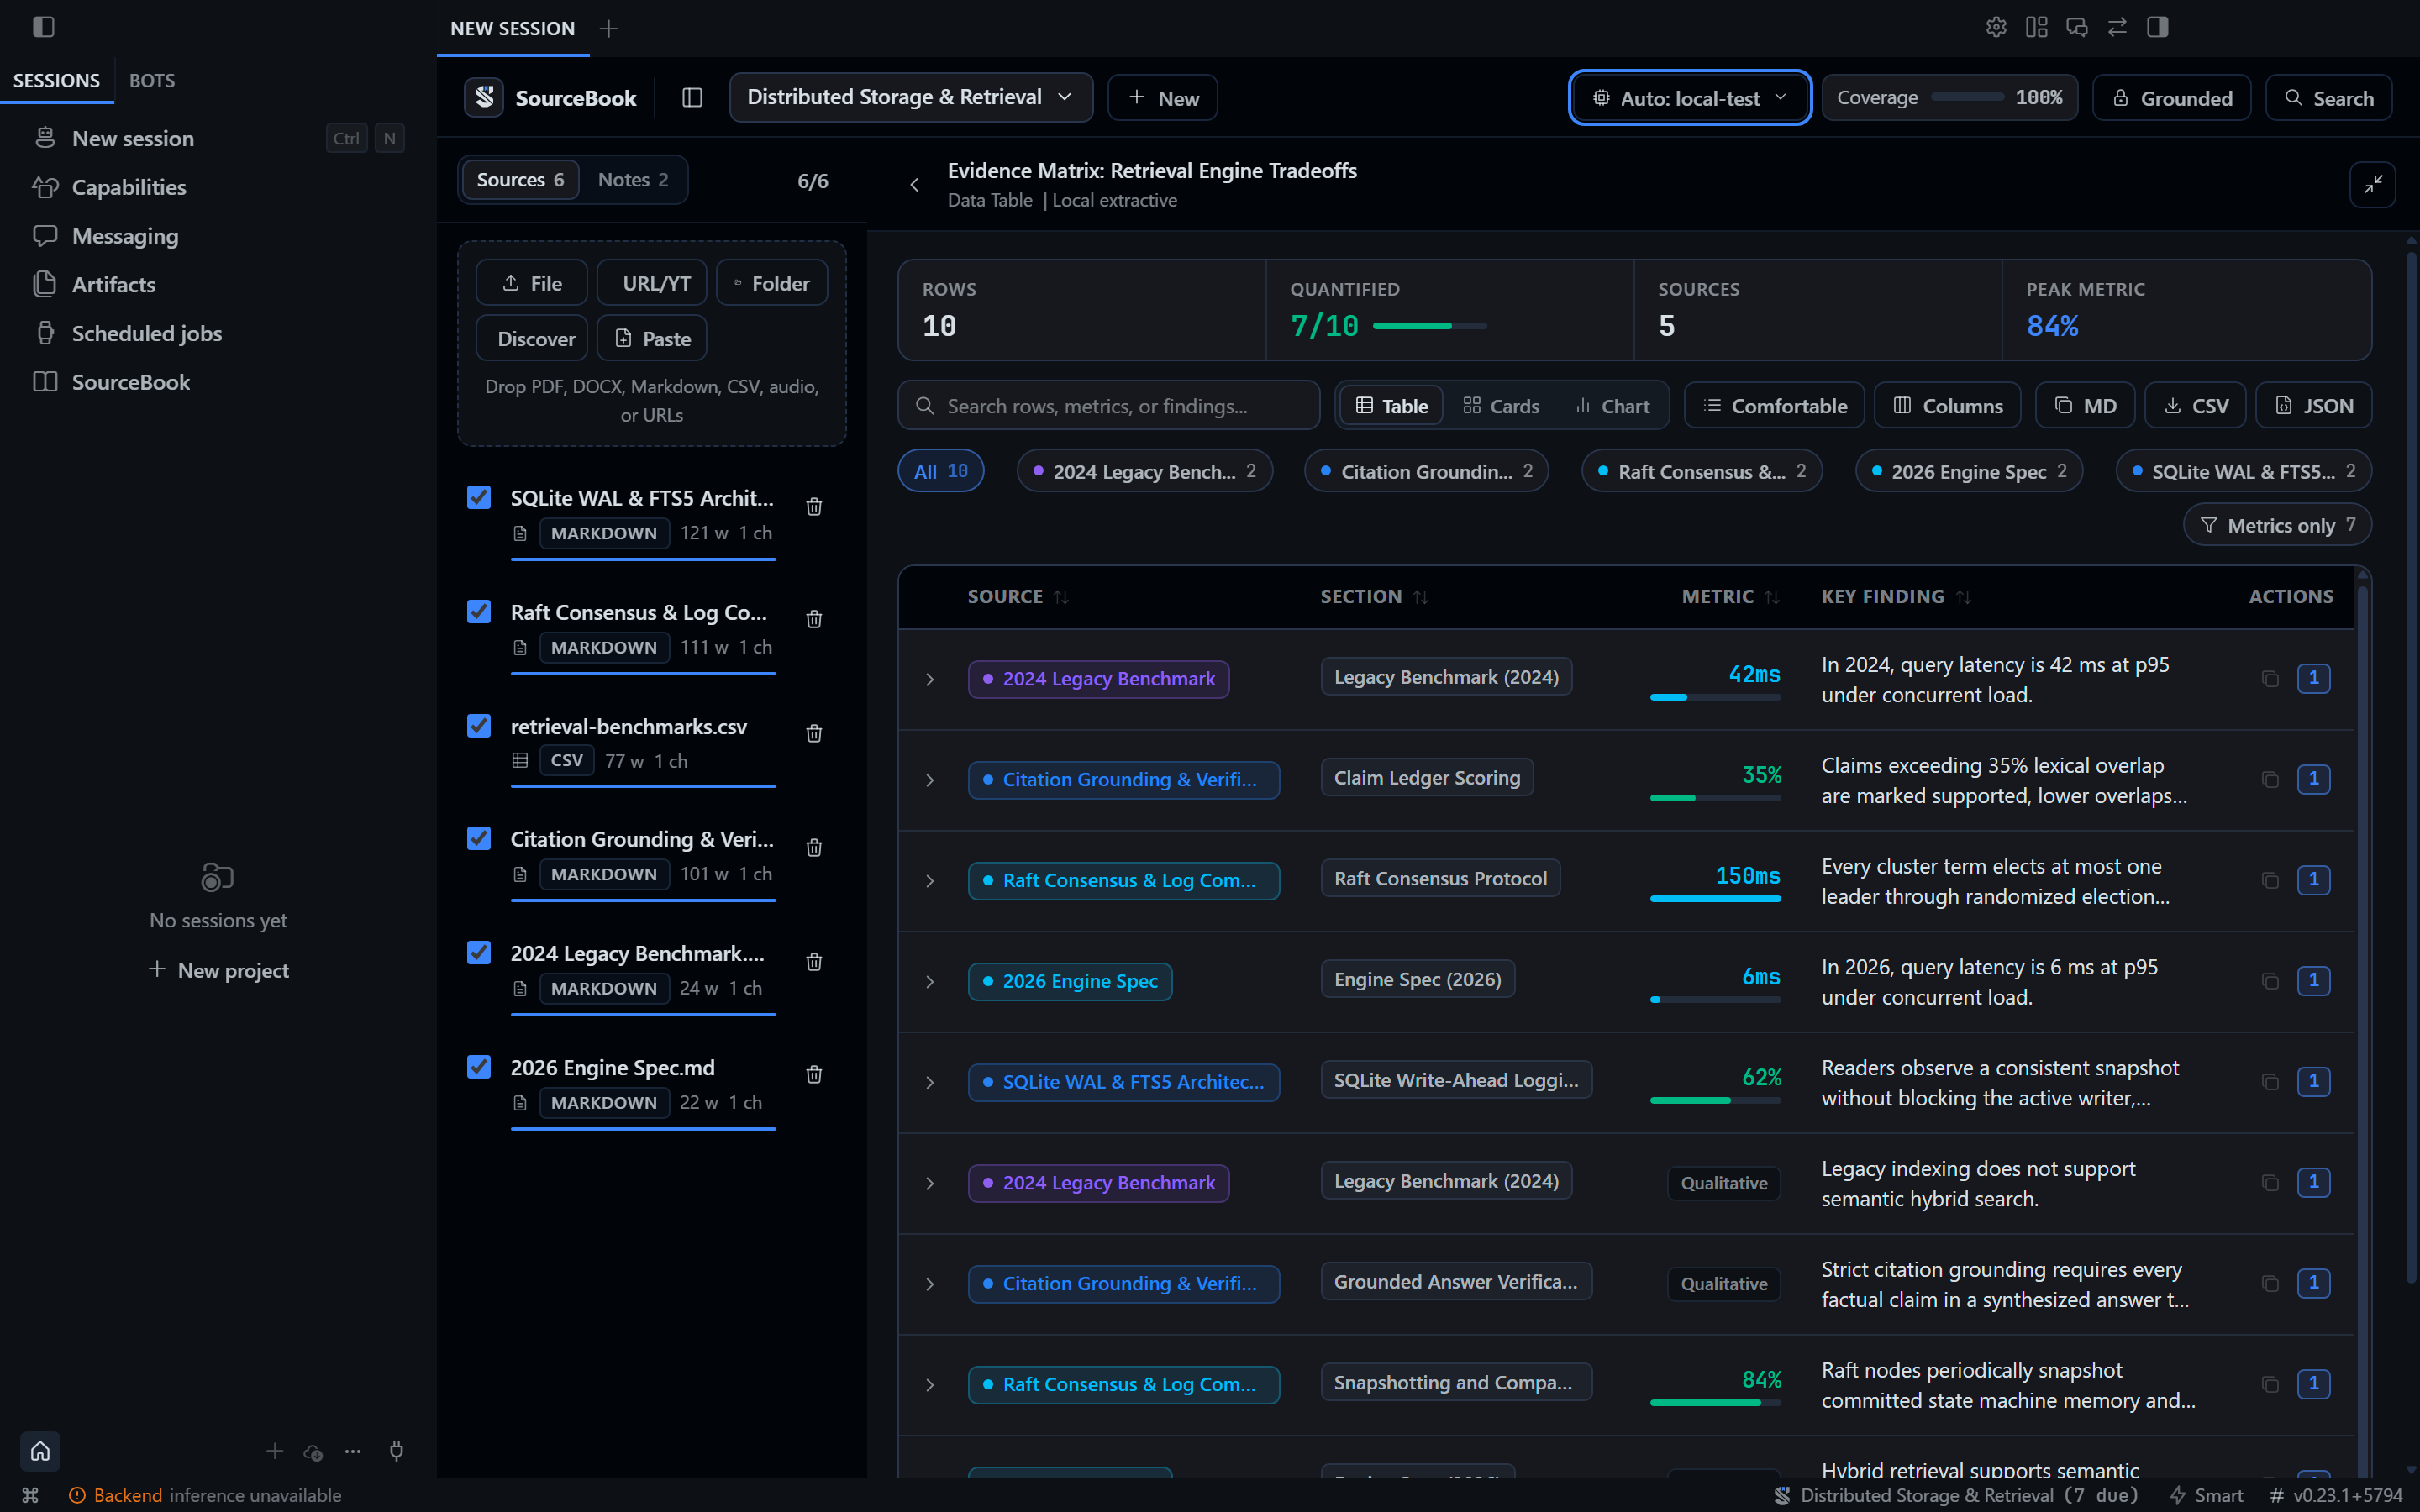 NEW SESSION
SESSIONS
BOTS
New session
Ctrl
N
Capabilities
Messaging
Artifacts
Scheduled jobs
SourceBook
No sessions yet
New project
Backend inference unavailable
SourceBook
Distributed Storage & Retrieval
New
Auto: local-test
Coverage
100%
Grounded
Search
Sources 6
Notes 2
6/6
File
URL/YT
Folder
Discover
Paste
Drop PDF, DOCX, Markdown, CSV, audio,
or URLs
SQLite WAL & FTS5 Archit...
MARKDOWN
121 w 1 ch
Raft Consensus & Log Co...
MARKDOWN
111 w 1 ch
retrieval-benchmarks.csv
CSV
77 w 1 ch
Citation Grounding & Veri...
MARKDOWN
101 w 1 ch
2024 Legacy Benchmark....
MARKDOWN
24 w 1 ch
2026 Engine Spec.md
MARKDOWN
22 w 1 ch
Evidence Matrix: Retrieval Engine Tradeoffs
Data Table | Local extractive
ROWS
10
QUANTIFIED
7/10
SOURCES
5
PEAK METRIC
84%
Search rows, metrics, or findings...
Table
Cards
Chart
Comfortable
Columns
MD
CSV
JSON
All 10
2024 Legacy Bench... 2
Citation Groundin... 2
Raft Consensus &... 2
2026 Engine Spec 2
SQLite WAL & FTS5... 2
Metrics only 7
SOURCE
SECTION
METRIC
KEY FINDING
ACTIONS
2024 Legacy Benchmark
Legacy Benchmark (2024)
42ms
In 2024, query latency is 42 ms at p95
under concurrent load.
1
Citation Grounding & Verifi...
Claim Ledger Scoring
35%
Claims exceeding 35% lexical overlap
are marked supported, lower overlaps...
1
Raft Consensus & Log Com...
Raft Consensus Protocol
150ms
Every cluster term elects at most one
leader through randomized election...
1
2026 Engine Spec
Engine Spec (2026)
6ms
In 2026, query latency is 6 ms at p95
under concurrent load.
1
SQLite WAL & FTS5 Architec...
SQLite Write-Ahead Loggi...
62%
Readers observe a consistent snapshot
without blocking the active writer,...
1
2024 Legacy Benchmark
Legacy Benchmark (2024)
Qualitative
Legacy indexing does not support
semantic hybrid search.
1
Citation Grounding & Verifi...
Grounded Answer Verifica...
Qualitative
Strict citation grounding requires every
factual claim in a synthesized answer t...
1
Raft Consensus & Log Com...
Snapshotting and Compa...
84%
Raft nodes periodically snapshot
committed state machine memory and...
1
Hybrid retrieval supports semantic
Distributed Storage & Retrieval (7 due)
Smart
# v0.23.1+5794